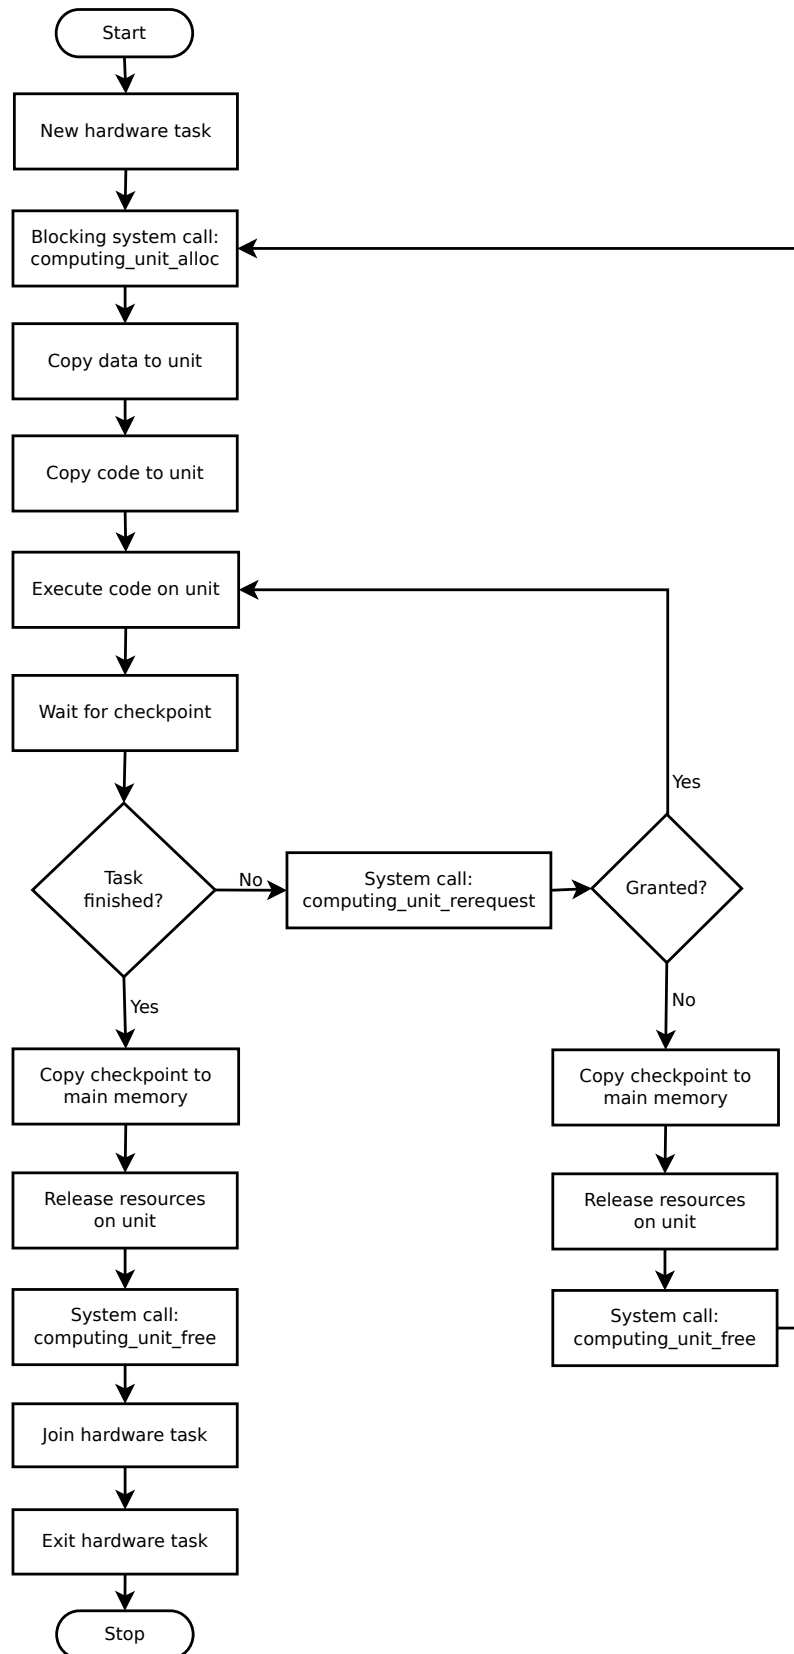 Start
New hardware task
Blocking system call:
computing_unit_alloc
Copy data to unit
Copy code to unit
Execute code on unit
Wait for checkpoint
Yes
Task
finished?
No
System call:
computing_unit_rerequest
Granted?
Yes
No
Copy checkpoint to
main memory
Release resources
on unit
System call:
computing_unit_free
Join hardware task
Exit hardware task
Stop
Copy checkpoint to
main memory
Release resources
on unit
System call:
computing_unit_free